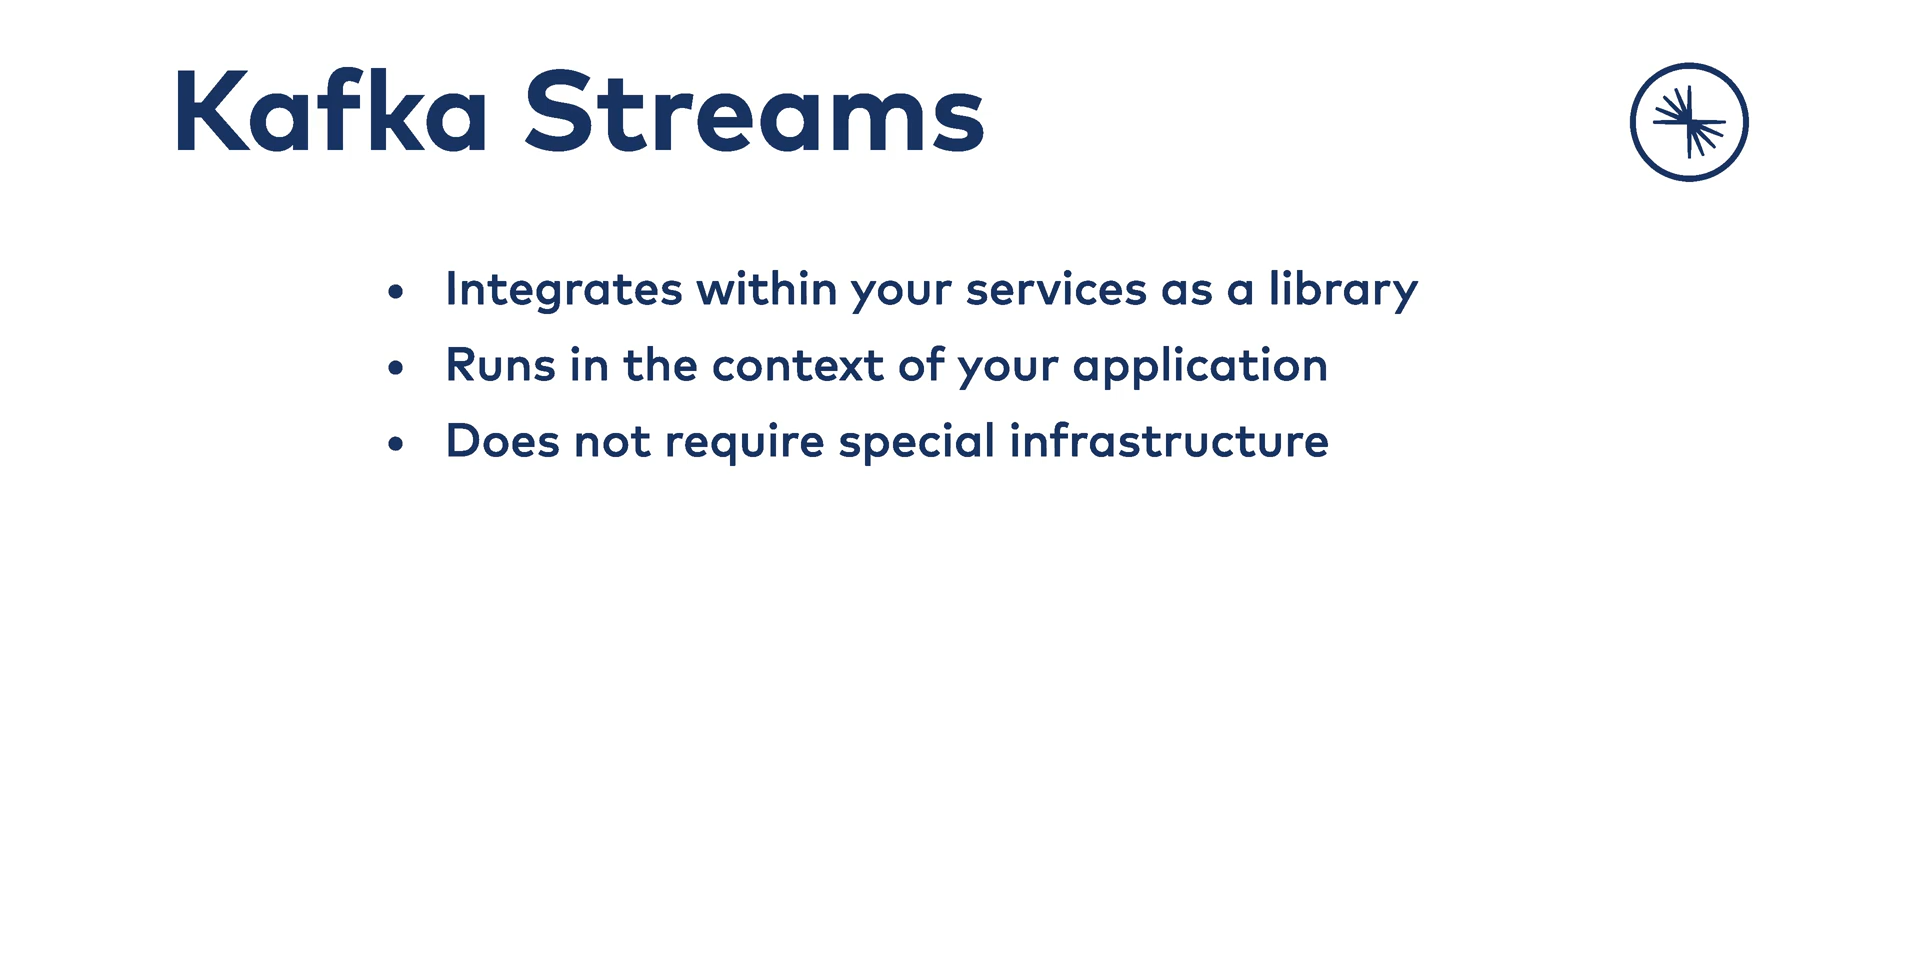 Kafka Streams
• Integrates within your services as a library
• Runs in the context of your application
• Does not require special infrastructure